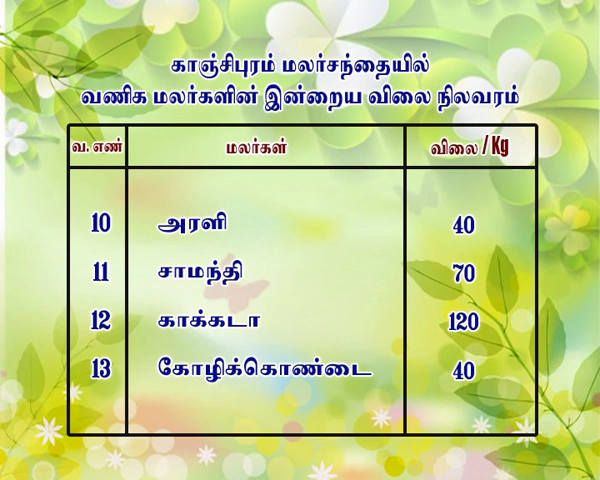 காஞ்சிபுரம் மலர்சந்தையில்
வணிக மலர்களின் இன்றைய விலை நிலவரம்
வ. எண் மலர்கள் விலை / Kg
10 அரளி 40
11 சாமந்தி 70
12 காக்கடா 120
13 கோழிக்கொண்டை 40